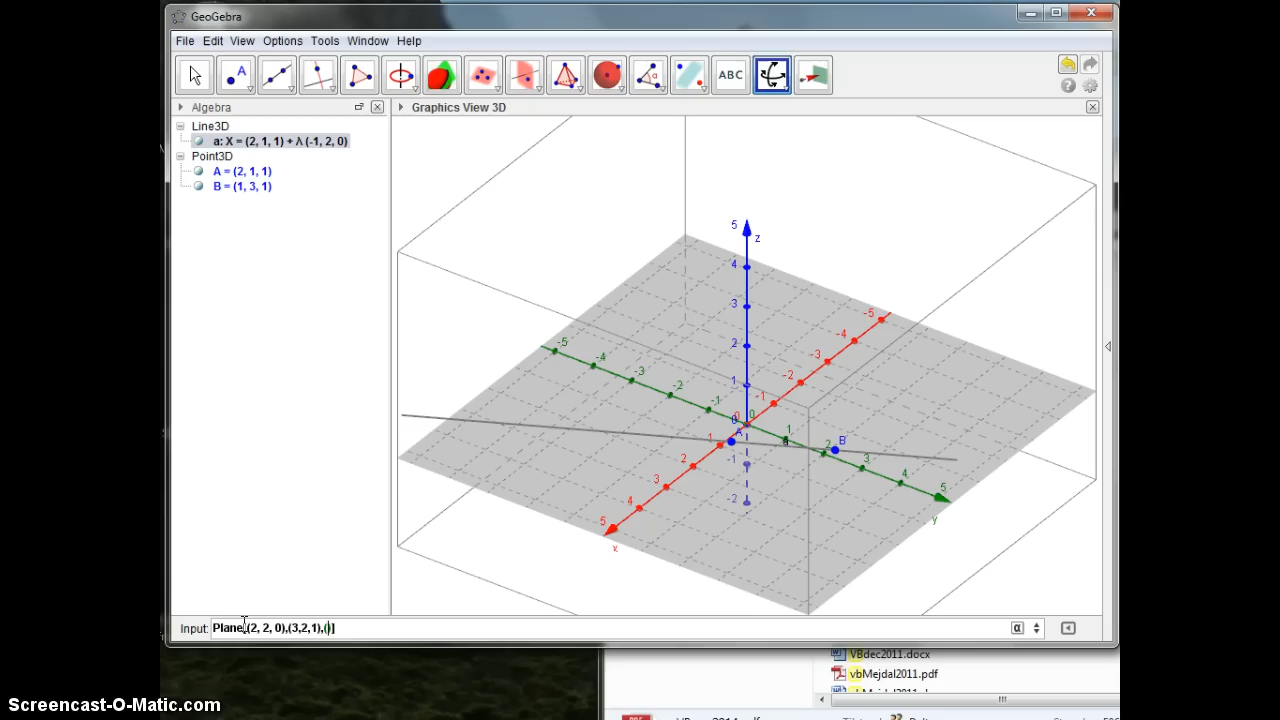 GeoGebra
File Edit View Options Tools Window Help
A
ABC
Algebra
Graphics View 3D
Line3D
a: X = (2, 1, 1) + λ (-1, 2, 0)
Point3D
A = (2, 1, 1)
B = (1, 3, 1)
5
z
4
3
2
1
0
-1
-2
-5
-4
-3
-2
-1
0
1
2
3
4
5
y
-5
-4
-3
-2
-1
0
1
2
3
4
5
x
A
B
a
Input: Plane[(2, 2, 0),(3,2,1),()]
α
VBdec2011.docx
vbMejdal2011.pdf
Screencast-O-Matic.com